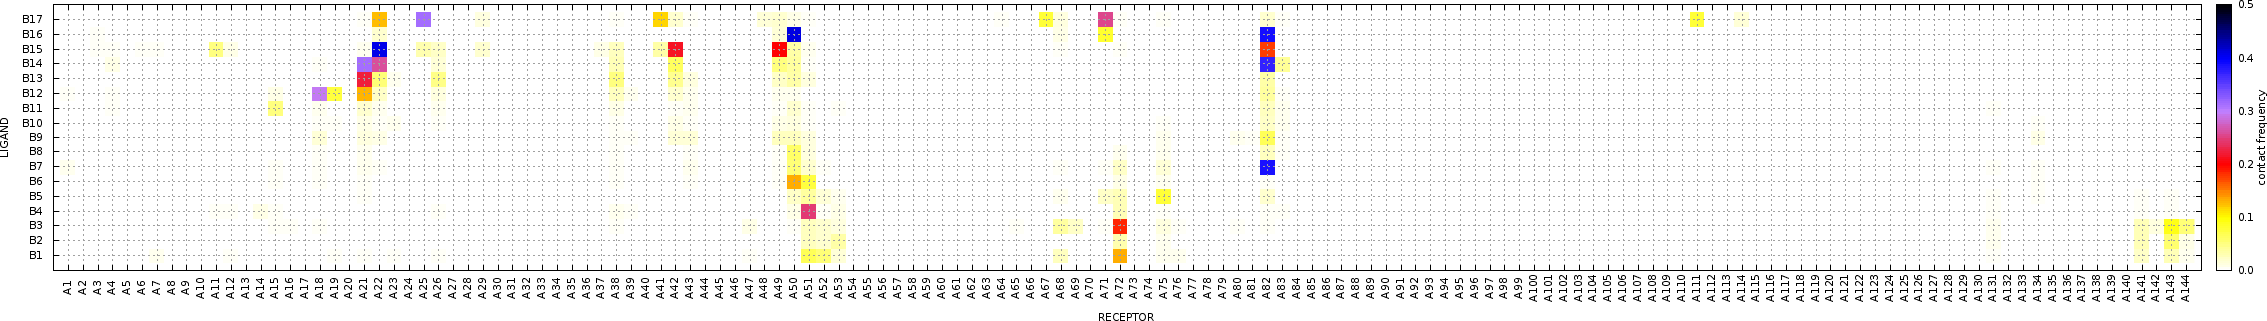 B17
B16
B15
B14
B13
B12
B11
B10
B9
B8
B7
B6
B5
B4
B3
B2
B1
LIGAND
A1 A2 A3 A4 A5 A6 A7 A8 A9 A10 A11 A12 A13 A14 A15 A16 A17 A18 A19 A20 A21 A22 A23 A24 A25 A26 A27 A28 A29 A30 A31 A32 A33 A34 A35 A36 A37 A38 A39 A40 A41 A42 A43 A44 A45 A46 A47 A48 A49 A50 A51 A52 A53 A54 A55 A56 A57 A58 A59 A60 A61 A62 A63 A64 A65 A66 A67 A68 A69 A70 A71 A72 A73 A74 A75 A76 A77 A78 A79 A80 A81 A82 A83 A84 A85 A86 A87 A88 A89 A90 A91 A92 A93 A94 A95 A96 A97 A98 A99 A100 A101 A102 A103 A104 A105 A106 A107 A108 A109 A110 A111 A112 A113 A114 A115 A116 A117 A118 A119 A120 A121 A122 A123 A124 A125 A126 A127 A128 A129 A130 A131 A132 A133 A134 A135 A136 A137 A138 A139 A140 A141 A142 A143 A144
RECEPTOR
0.5
0.4
0.3
0.2
0.1
0.0
contact frequency